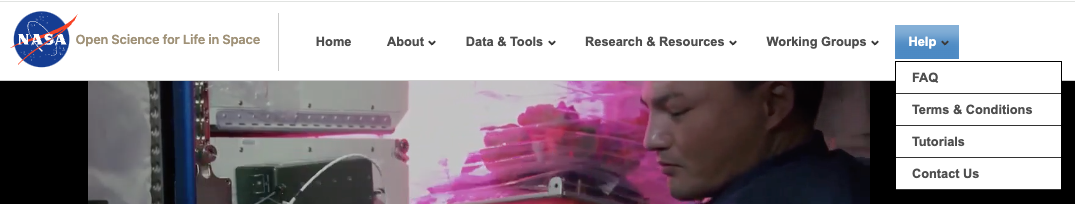 NASA
Open Science for Life in Space
Home
About
Data & Tools
Research & Resources
Working Groups
Help
FAQ
Terms & Conditions
Tutorials
Contact Us